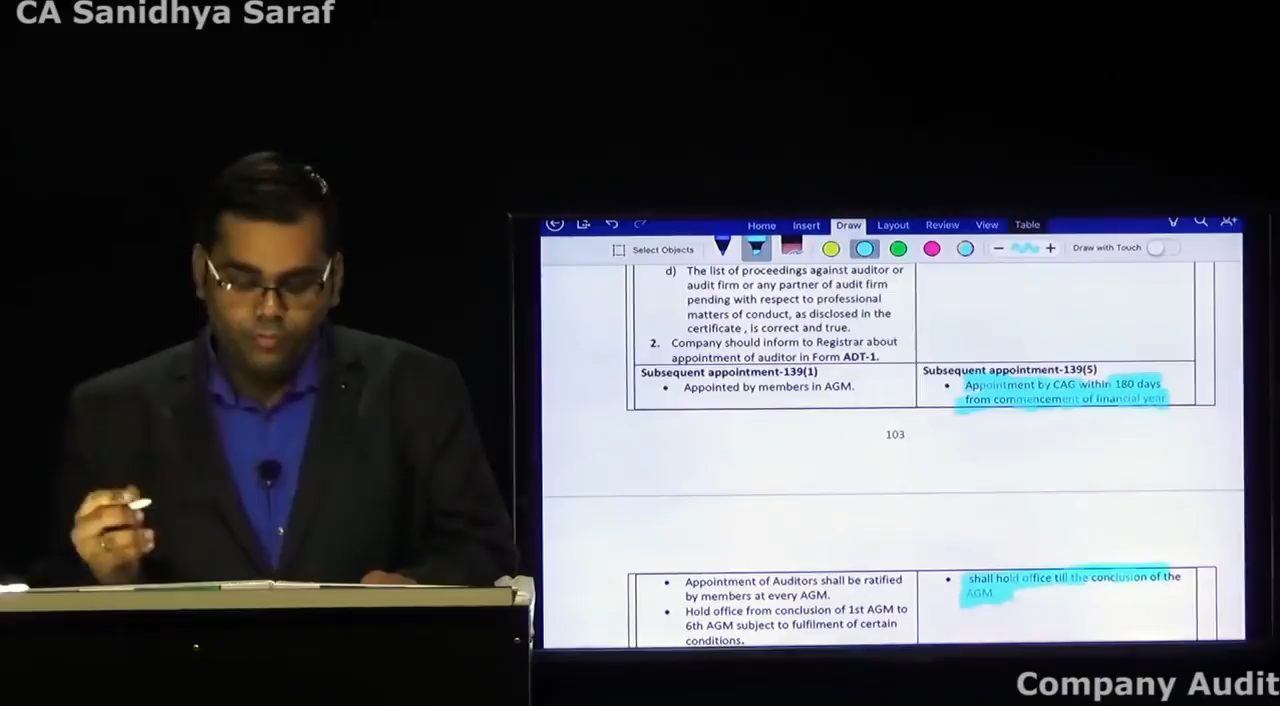 CA Sanidhya Saraf
Home Insert Draw Layout Review View Table
Select Objects
Draw with Touch
d) The list of proceedings against auditor or
audit firm or any partner of audit firm
pending with respect to professional
matters of conduct, as disclosed in the
certificate , is correct and true.
2. Company should inform to Registrar about
appointment of auditor in Form ADT-1.
Subsequent appointment-139(1)
• Appointed by members in AGM.
Subsequent appointment-139(5)
• Appointment by CAG within 180 days
from commencement of financial year.
103
• Appointment of Auditors shall be ratified
by members at every AGM.
• Hold office from conclusion of 1st AGM to
6th AGM subject to fulfilment of certain
conditions.
• shall hold office till the conclusion of the
AGM.
Company Audit